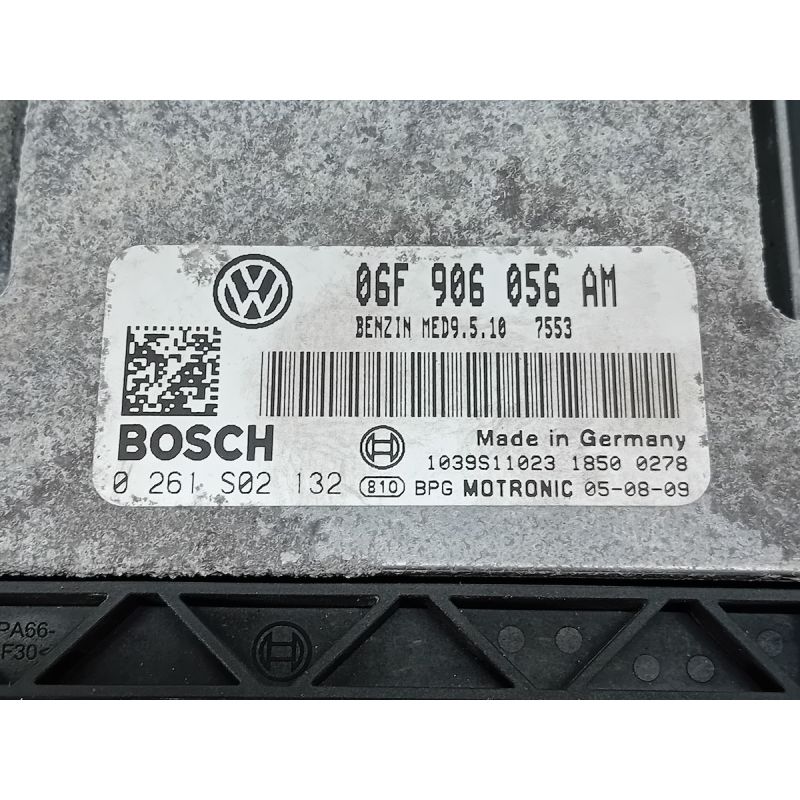 06F 906 056 AM
BENZIN MED9.5.10 7553
BOSCH
Made in Germany
1039S11023 1850 0278
0 261 S02 132
810 BPG MOTRONIC 05-08-09
PA66-
F30<